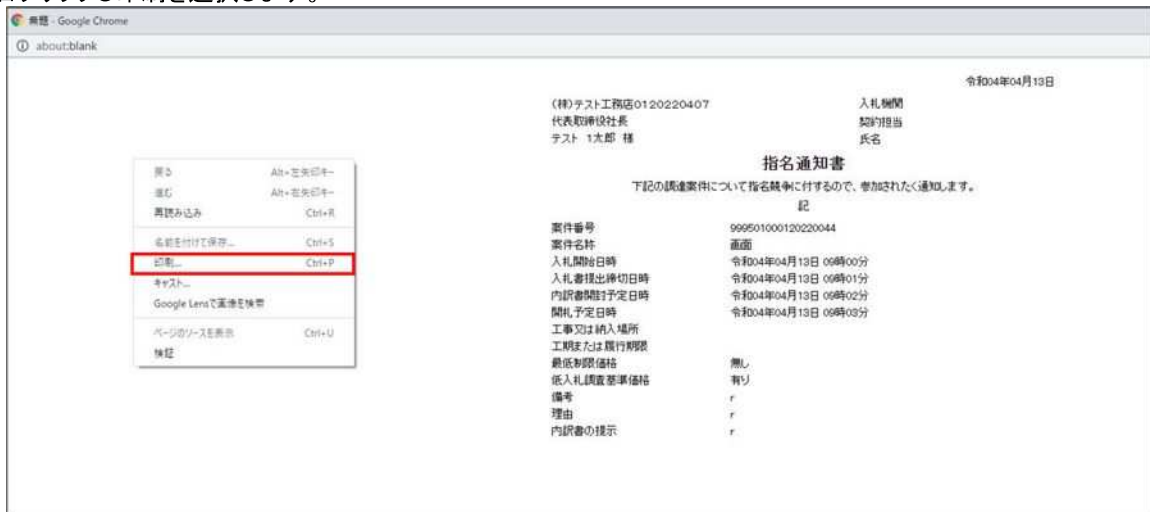 無題 - Google Chrome
about:blank
令和04年04月13日
(株)テスト工務店0120220407 入札機関
代表取締役社長 契約担当
テスト 1太郎 様 氏名
指名通知書
下記の調達案件について指名競争に付するので、参加されたく通知します。
記
戻る Alt+左矢印キー
進む Alt+右矢印キー
再読み込み Ctrl+R
名前を付けて保存... Ctrl+S
印刷... Ctrl+P
キャスト...
Google Lensで画像を検索
ページのソースを表示 Ctrl+U
検証
案件番号 999501000120220044
案件名称 画面
入札開始日時 令和04年04月13日 09時00分
入札書提出締切日時 令和04年04月13日 09時01分
内訳書開封予定日時 令和04年04月13日 09時02分
開札予定日時 令和04年04月13日 09時03分
工事又は納入場所
工期または履行期限
最低制限価格 無し
低入札調査基準価格 有り
備考 r
理由 r
内訳書の提示 r